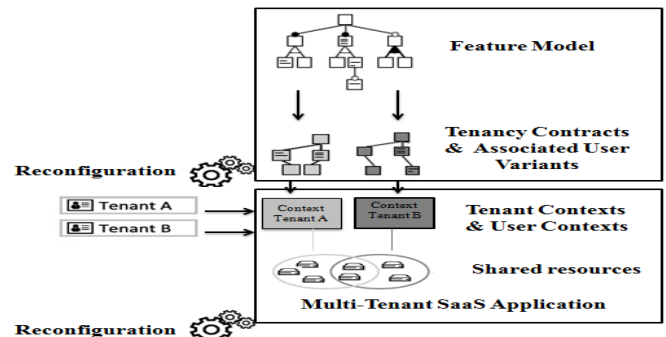 Feature Model
Tenancy Contracts
& Associated User
Variants
Reconfiguration
Tenant A
Tenant B
Context
Tenant A
Context
Tenant B
Tenant Contexts
& User Contexts
Shared resources
Multi-Tenant SaaS Application
Reconfiguration